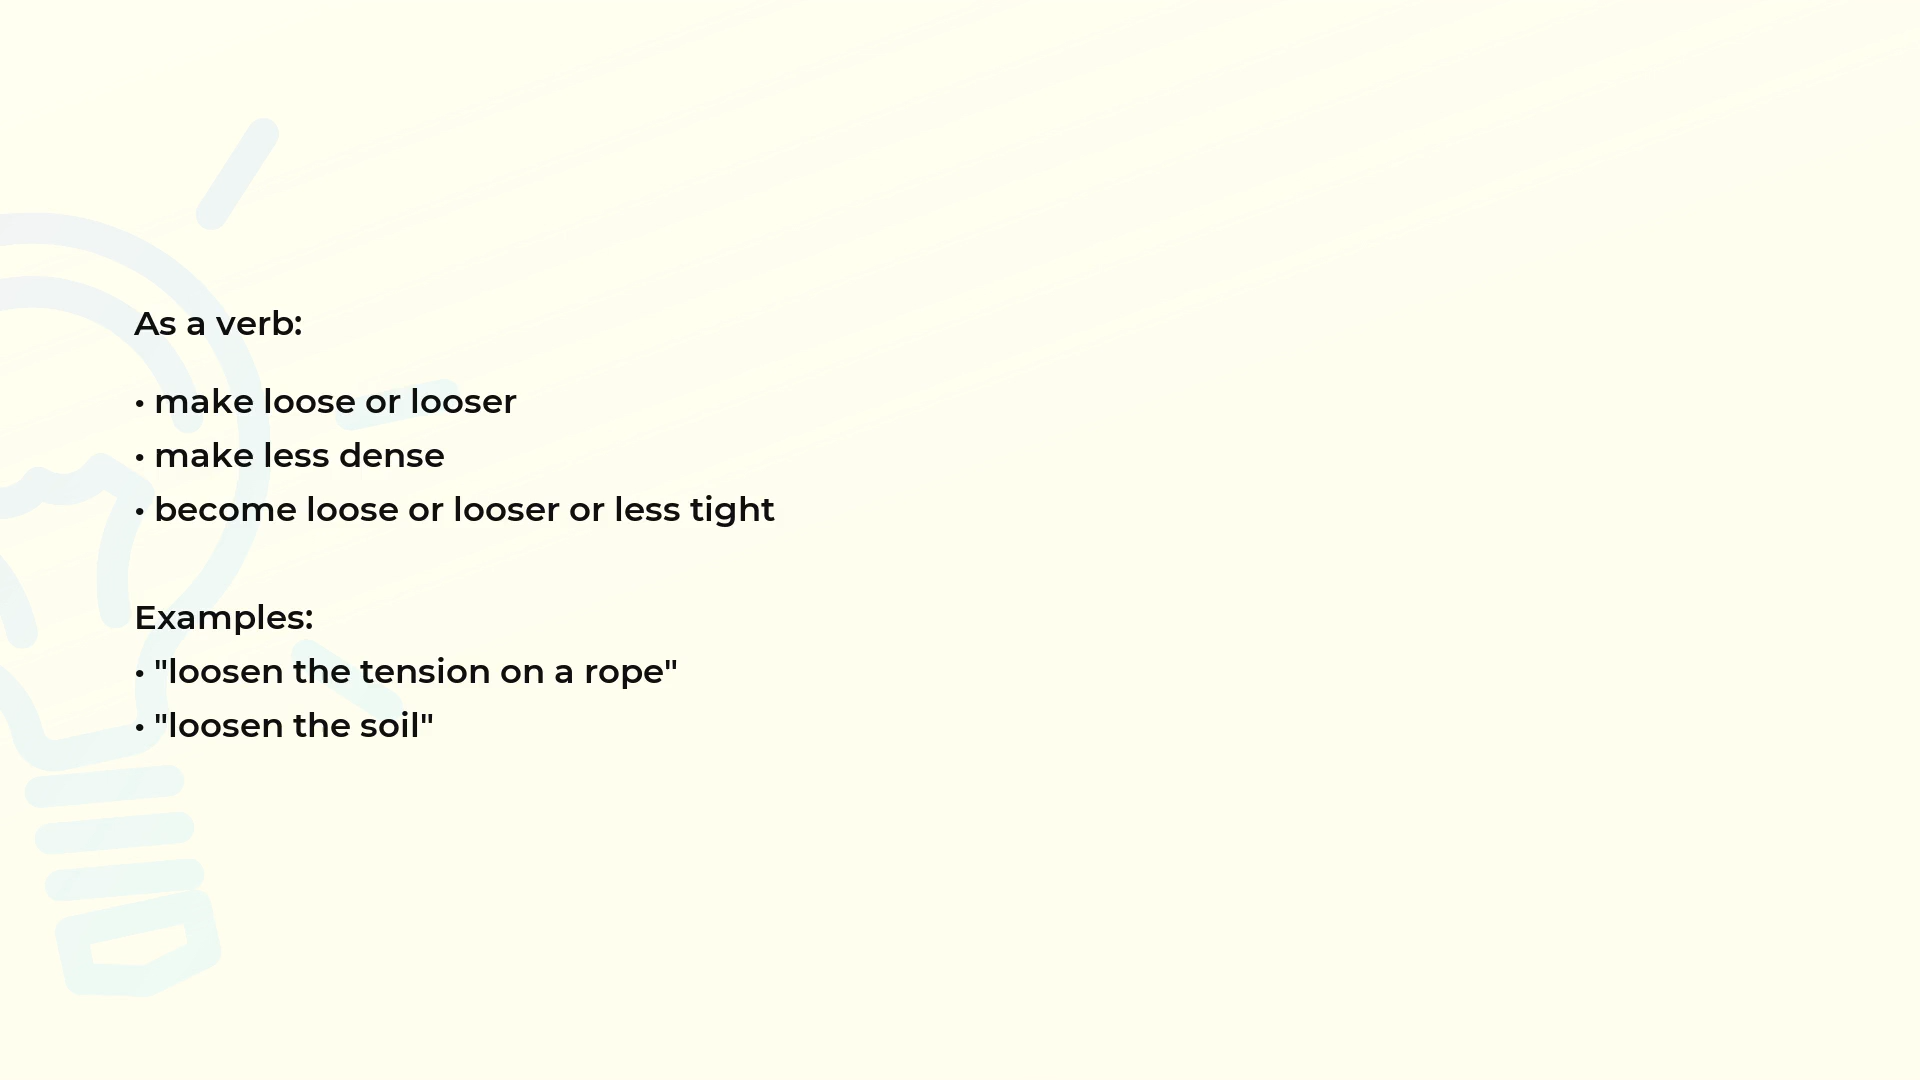 As a verb:
• make loose or looser
• make less dense
• become loose or looser or less tight
Examples:
• "loosen the tension on a rope"
• "loosen the soil"